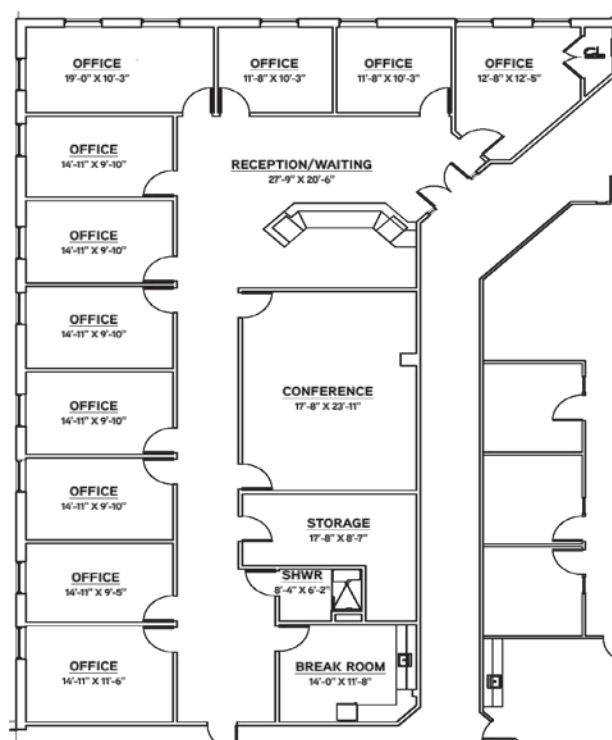 OFFICE
19'-0" X 10'-3"
OFFICE
11'-8" X 10'-3"
OFFICE
11'-8" X 10'-3"
OFFICE
12'-8" X 12'-5"
OFFICE
14'-11" X 9'-10"
RECEPTION/WAITING
27'-9" X 20'-6"
OFFICE
14'-11" X 9'-10"
OFFICE
14'-11" X 9'-10"
OFFICE
14'-11" X 9'-10"
CONFERENCE
17'-8" X 23'-11"
OFFICE
14'-11" X 9'-10"
STORAGE
17'-8" X 8'-7"
OFFICE
14'-11" X 9'-5"
SHWR
8'-4" X 6'-2"
OFFICE
14'-11" X 11'-6"
BREAK ROOM
14'-0" X 11'-8"